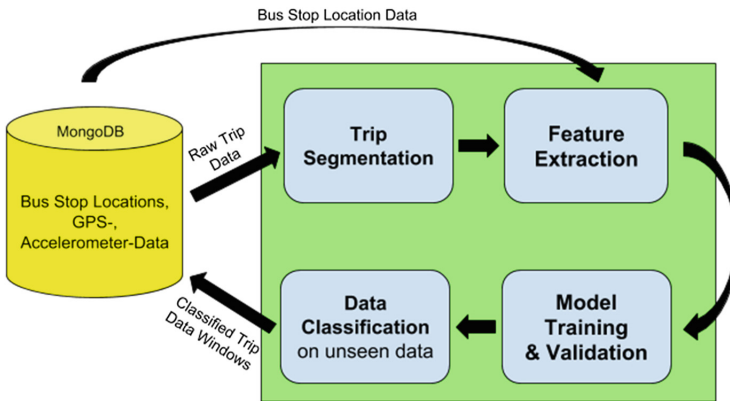 Bus Stop Location Data
MongoDB
Bus Stop Locations,
GPS-,
Accelerometer-Data
Raw Trip
Data
Trip
Segmentation
Feature
Extraction
Classified Trip
Data Windows
Data
Classification
on unseen data
Model
Training
& Validation